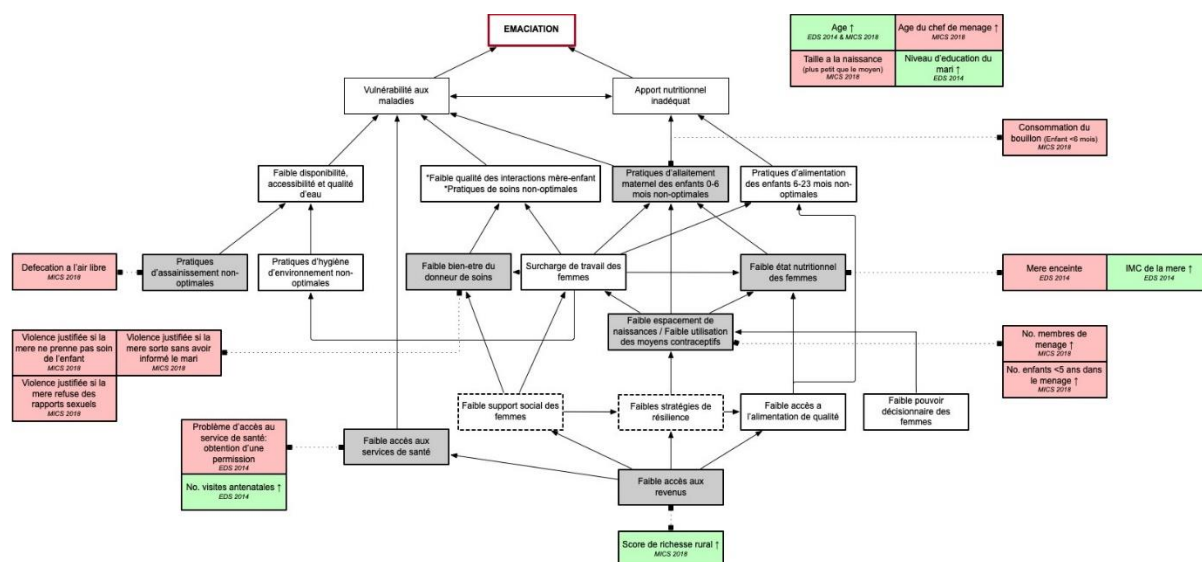 EMACIATION
Age ↑
EDS 2014 & MICS 2018
Age du chef de menage ↑
MICS 2018
Taille a la naissance
(plus petit que le moyen)
MICS 2018
Niveau d'education du
mari ↑
EDS 2014
Vulnérabilité aux
maladies
Apport nutritionnel
inadéquat
Consommation du
bouillon (Enfant <6 mois)
MICS 2018
Faible disponibilité,
accessibilité et qualité
d'eau
*Faible qualité des interactions mère-enfant
*Pratiques de soins non-optimales
Pratiques d'allaitement
maternel des enfants 0-6
mois non-optimales
Pratiques d'alimentation
des enfants 6-23 mois non-
optimales
Defecation a l'air libre
MICS 2018
Pratiques
d'assainissement non-
optimales
Pratiques d'hygiène
d'environnement non-
optimales
Faible bien-etre du
donneur de soins
Surcharge de travail des
femmes
Faible état nutritionnel
des femmes
Mere enceinte
EDS 2014
IMC de la mere ↑
EDS 2014
Violence justifiée si la
mere ne prenne pas soin
de l'enfant
MICS 2018
Violence justifiée si la
mere sorte sans avoir
informé le mari
MICS 2018
Violence justifiée si la
mere refuse des
rapports sexuels
MICS 2018
Faible espacement de
naissances / Faible utilisation
des moyens contraceptifs
No. membres de
menage ↑
MICS 2018
No. enfants <5 ans dans
le menage ↑
MICS 2018
Faible support social des
femmes
Faibles stratégies de
résilience
Faible accès a
l'alimentation de qualité
Faible pouvoir
décisionnaire des
femmes
Problème d'accès au
service de santé:
obtention d'une
permission
EDS 2014
No. visites antenatales ↑
EDS 2014
Faible accès aux
services de santé
Faible accès aux
revenus
Score de richesse rural ↑
MICS 2018